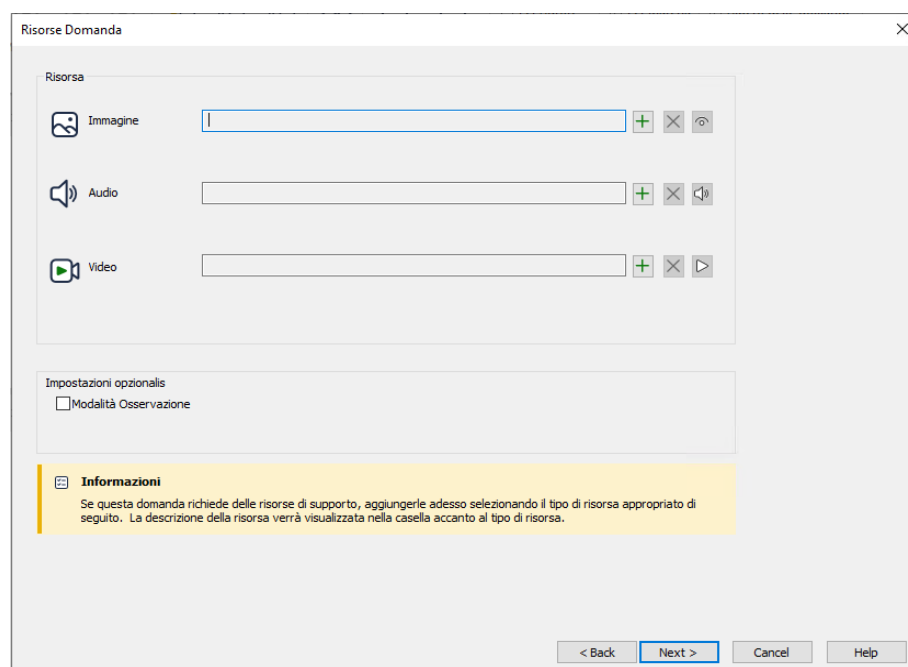 Risorse Domanda
Risorsa
Immagine
Audio
Video
Impostazioni opzionalis
Modalità Osservazione
Informazioni
Se questa domanda richiede delle risorse di supporto, aggiungerle adesso selezionando il tipo di risorsa appropriato di
seguito. La descrizione della risorsa verrà visualizzata nella casella accanto al tipo di risorsa.
< Back Next > Cancel Help